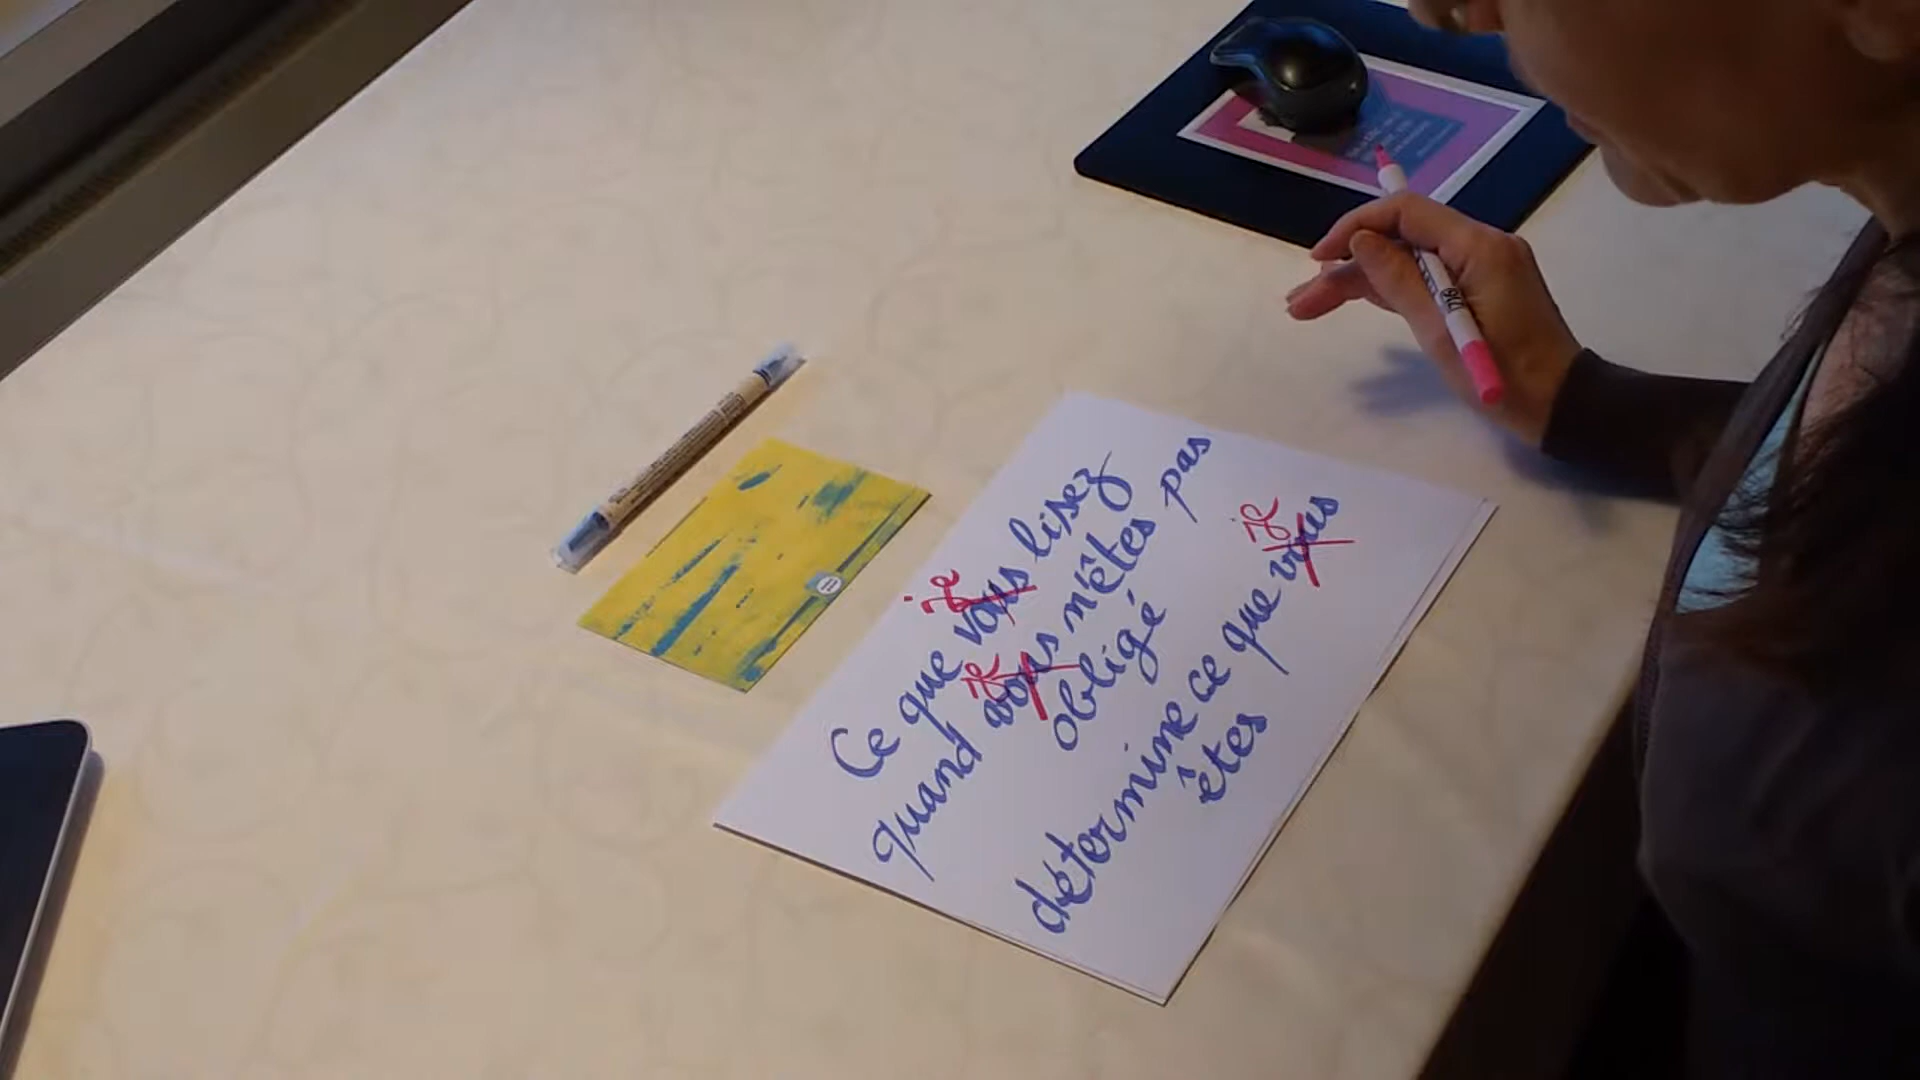 je
Ce que vous lisez
je
quand vous n'êtes pas
obligé
je
détermine ce que vous
êtes